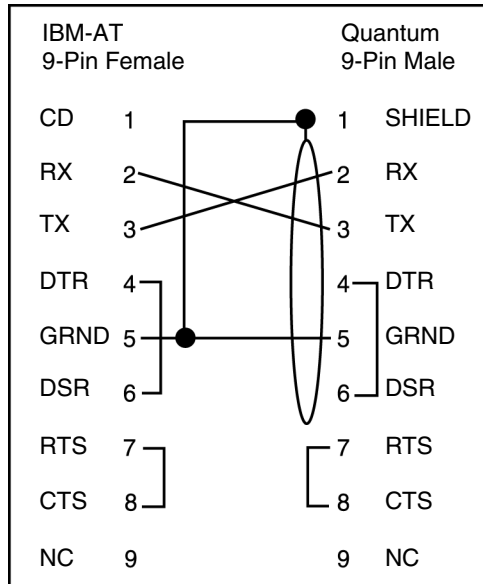 IBM-AT Quantum
9-Pin Female 9-Pin Male
CD 1 1 SHIELD
RX 2 2 RX
TX 3 3 TX
DTR 4 4 DTR
GRND 5 5 GRND
DSR 6 6 DSR
RTS 7 7 RTS
CTS 8 8 CTS
NC 9 9 NC